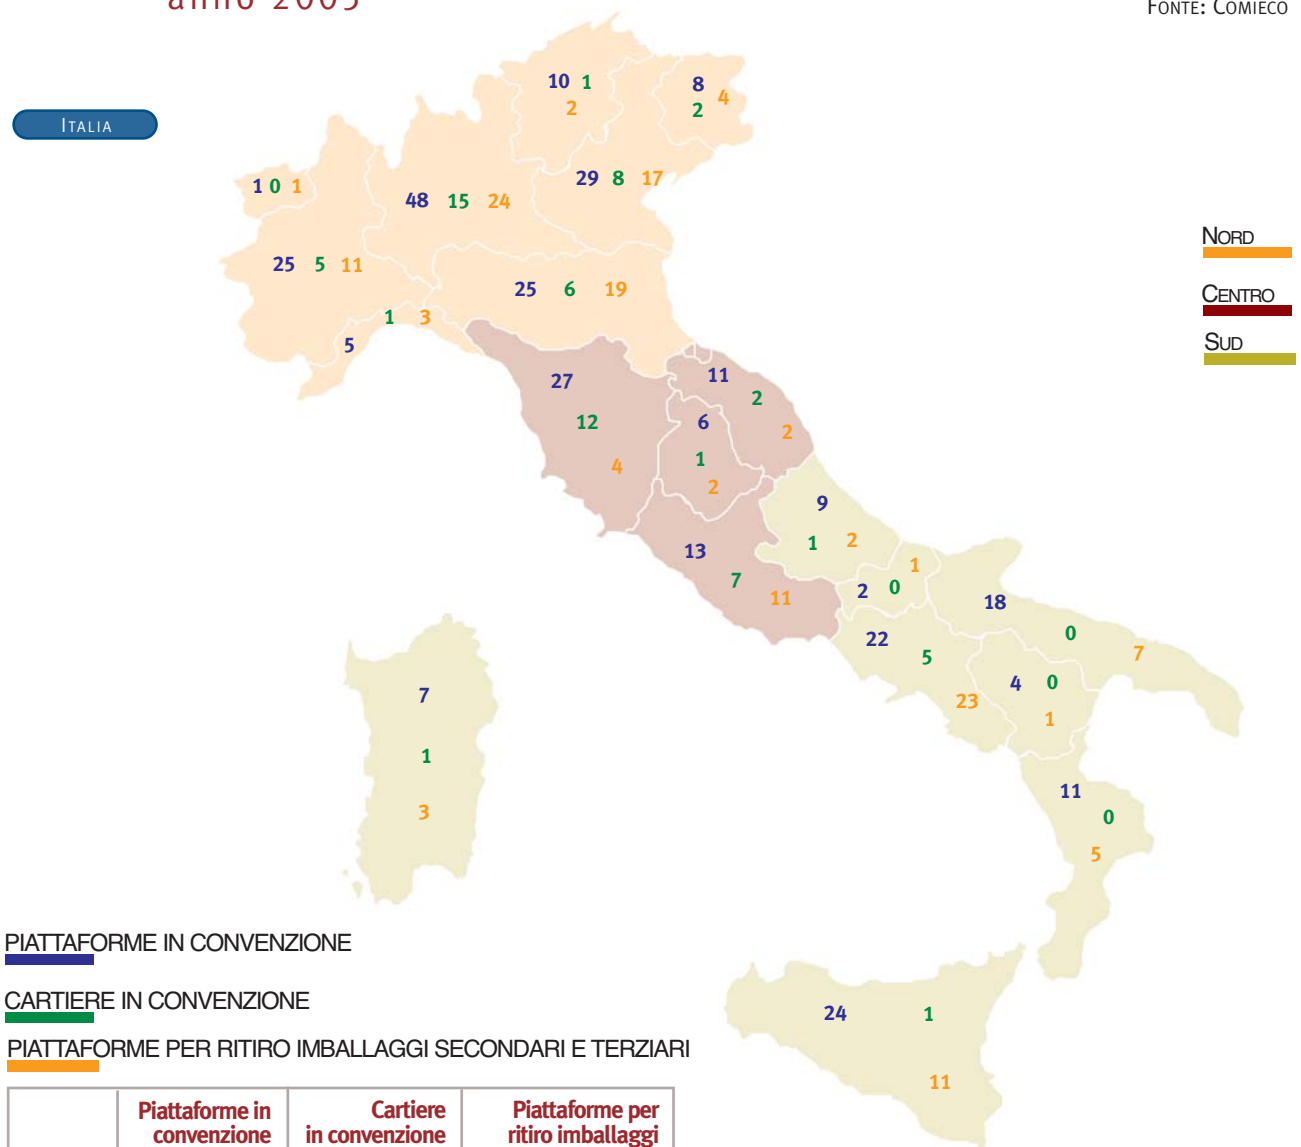 anno 2005
FONTE: COMIECO
ITALIA
10 1
2
8
4
2
29 8 17
1 0 1
48 15 24
25 5 11
25 6 19
1 3
5
NORD
CENTRO
SUD
27
12
4
11
2
2
6
1
2
13
7
11
9
1 2
1
2 0
18
0
7
22
5
23
4 0
1
11
0
5
7
1
3
24 1
11
PIATTAFORME IN CONVENZIONE
CARTIERE IN CONVENZIONE
PIATTAFORME PER RITIRO IMBALLAGGI SECONDARI E TERZIARI
Piattaforme in convenzione
Cartiere in convenzione
Piattaforme per ritiro imballaggi